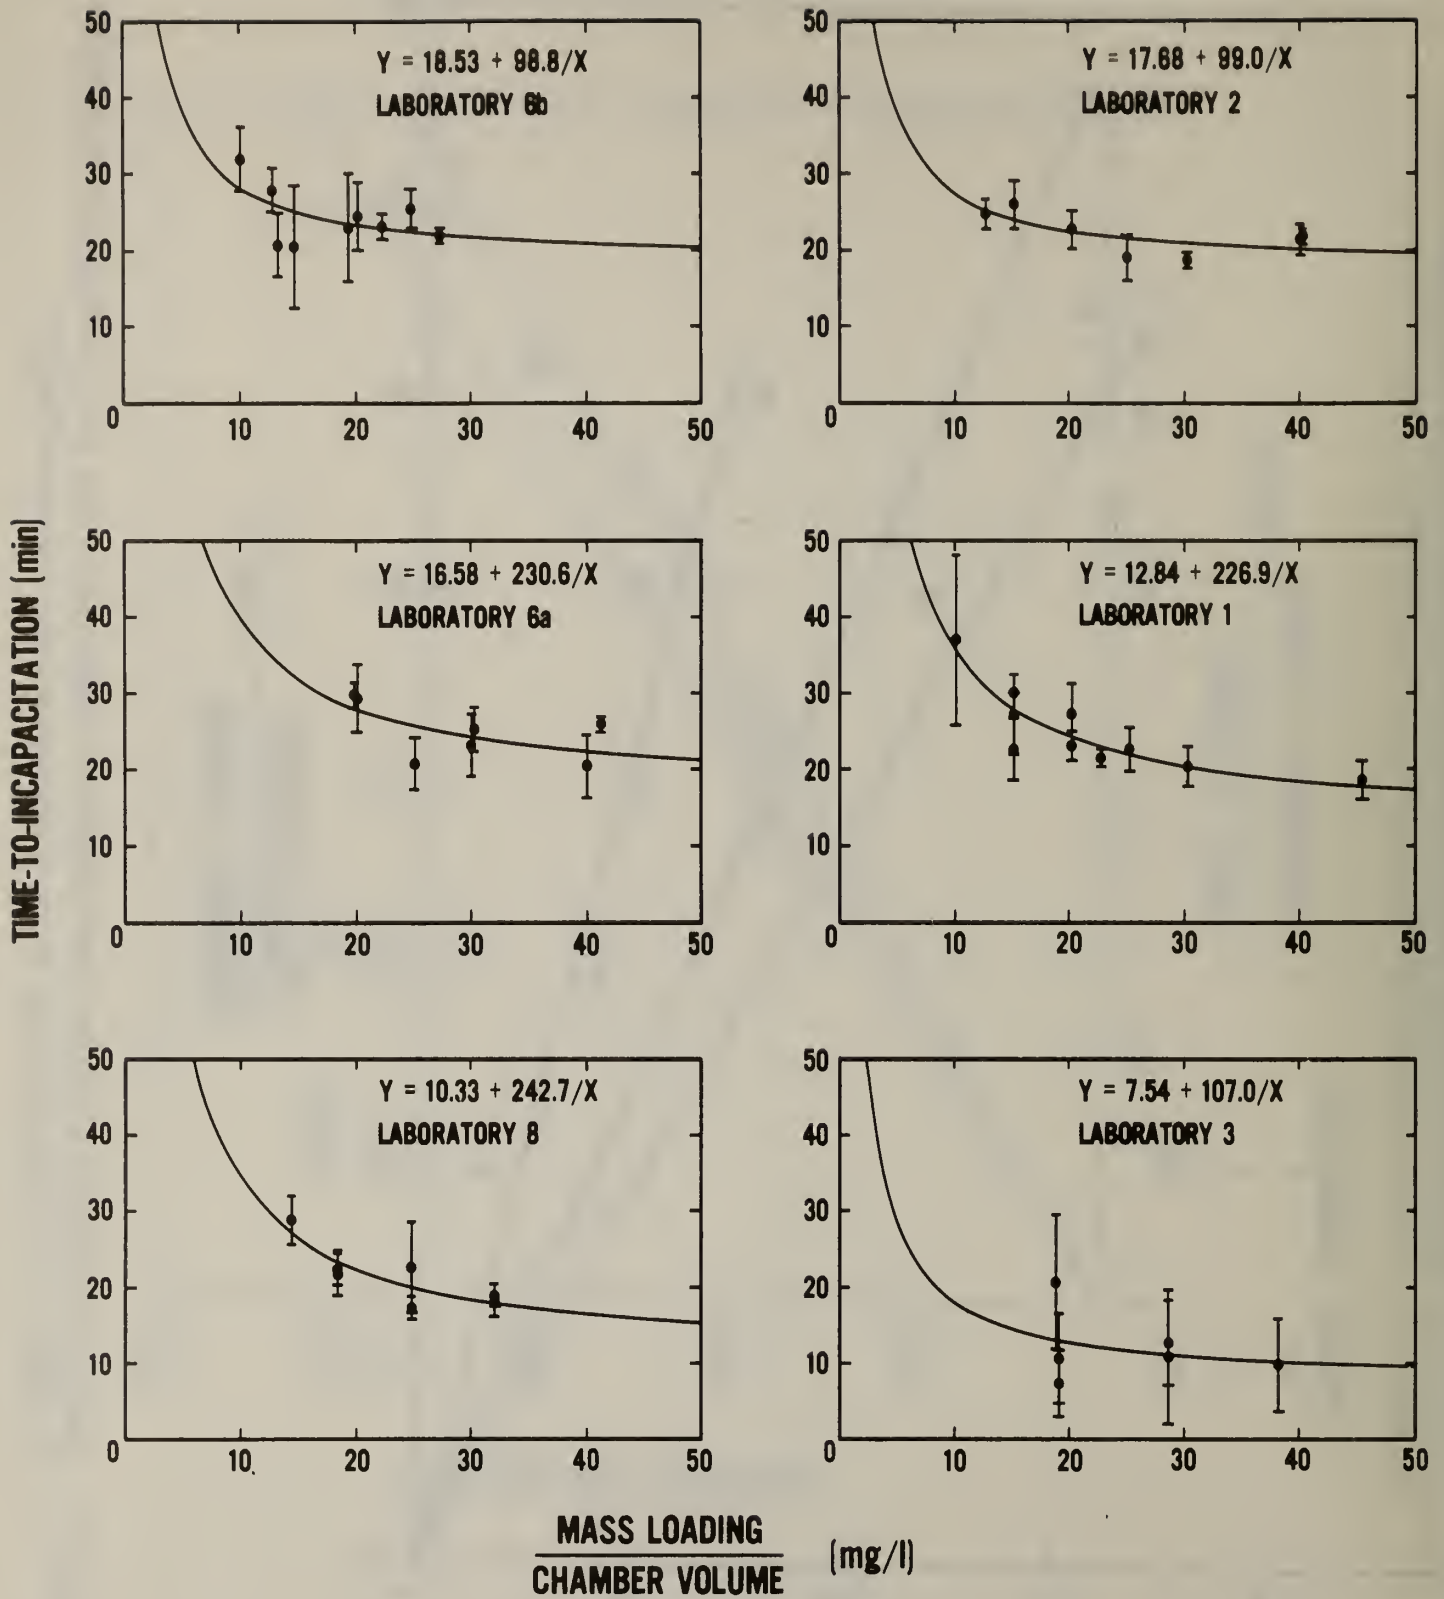 Y = 18.53 + 98.8/X
LABORATORY 6b
50
40
30
20
10
0
10 20 30 40 50
Y = 17.68 + 99.0/X
LABORATORY 2
50
40
30
20
10
0
10 20 30 40 50
TIME-TO-INCAPACITATION (min)
Y = 16.58 + 230.6/X
LABORATORY 6a
50
40
30
20
10
0
10 20 30 40 50
Y = 12.84 + 226.9/X
LABORATORY 1
50
40
30
20
10
0
10 20 30 40 50
Y = 10.33 + 242.7/X
LABORATORY 8
50
40
30
20
10
0
10 20 30 40 50
Y = 7.54 + 107.0/X
LABORATORY 3
50
40
30
20
10
0
10 20 30 40 50
MASS LOADING
CHAMBER VOLUME
(mg/l)